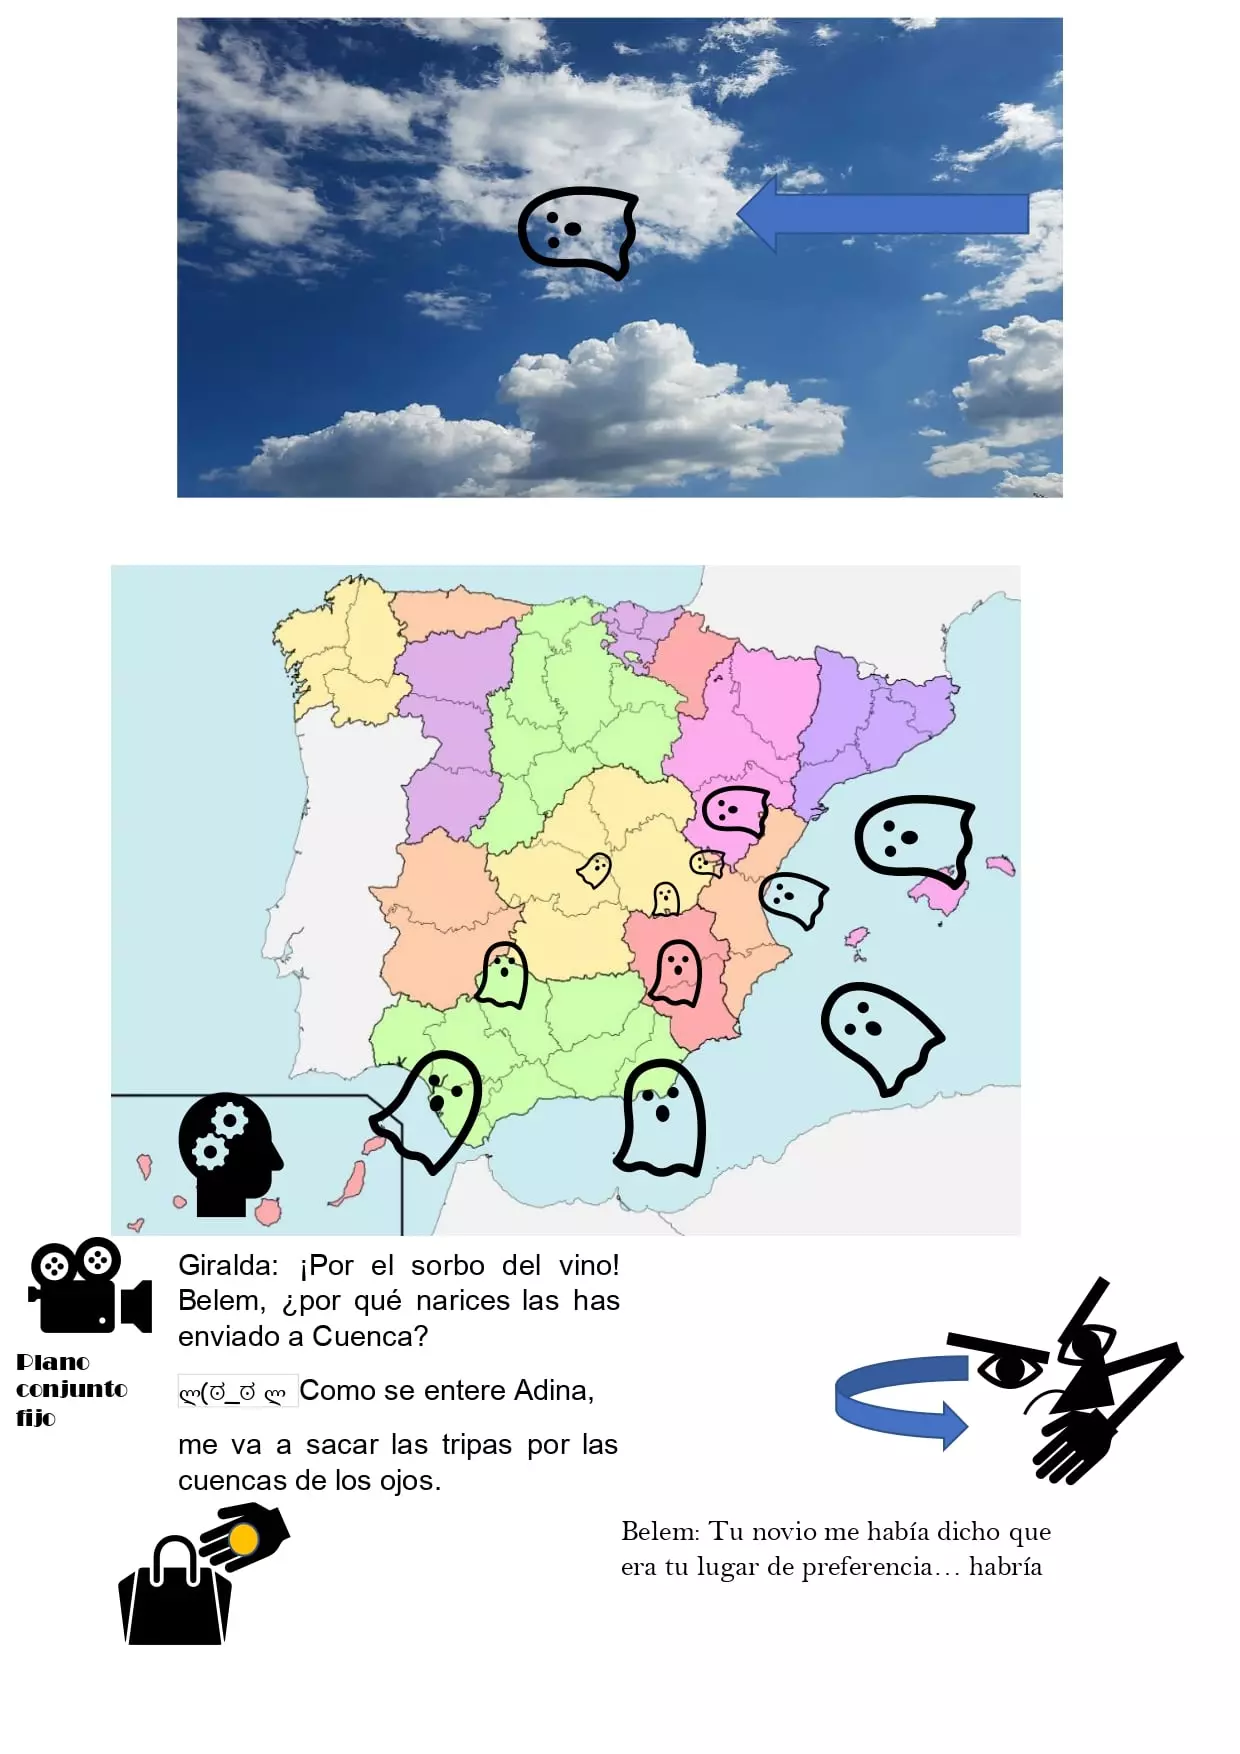 Giralda: ¡Por el sorbo del vino!
Belem, ¿por qué narices las has
enviado a Cuenca?
Plano
conjunto
fijo
ლ(ಠ_ಠ ლ Como se entere Adina,
me va a sacar las tripas por las
cuencas de los ojos.
Belem: Tu novio me había dicho que
era tu lugar de preferencia… habría